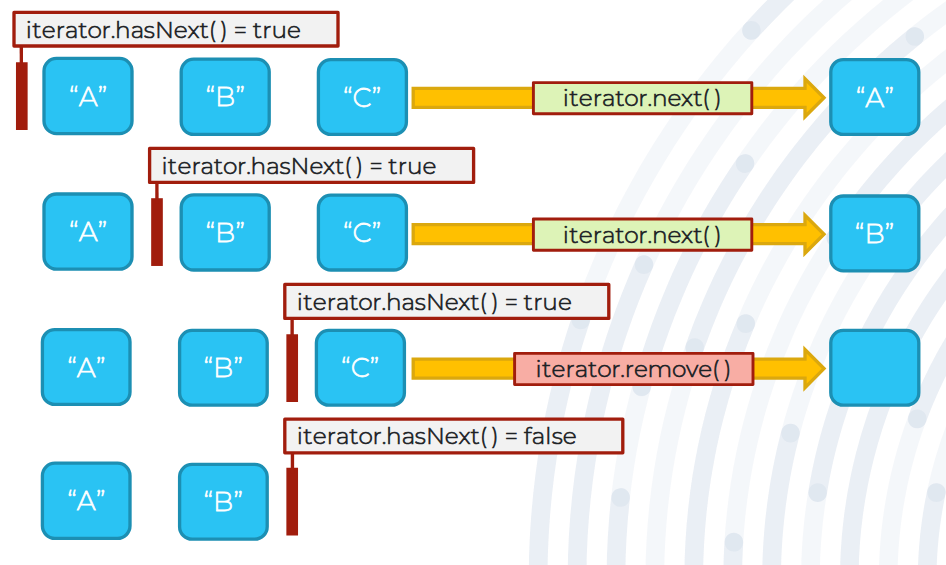 iterator.hasNext() = true
“A” “B” “C” iterator.next() “A”
iterator.hasNext() = true
“A” “B” “C” iterator.next() “B”
iterator.hasNext() = true
“A” “B” “C” iterator.remove()
iterator.hasNext() = false
“A” “B”